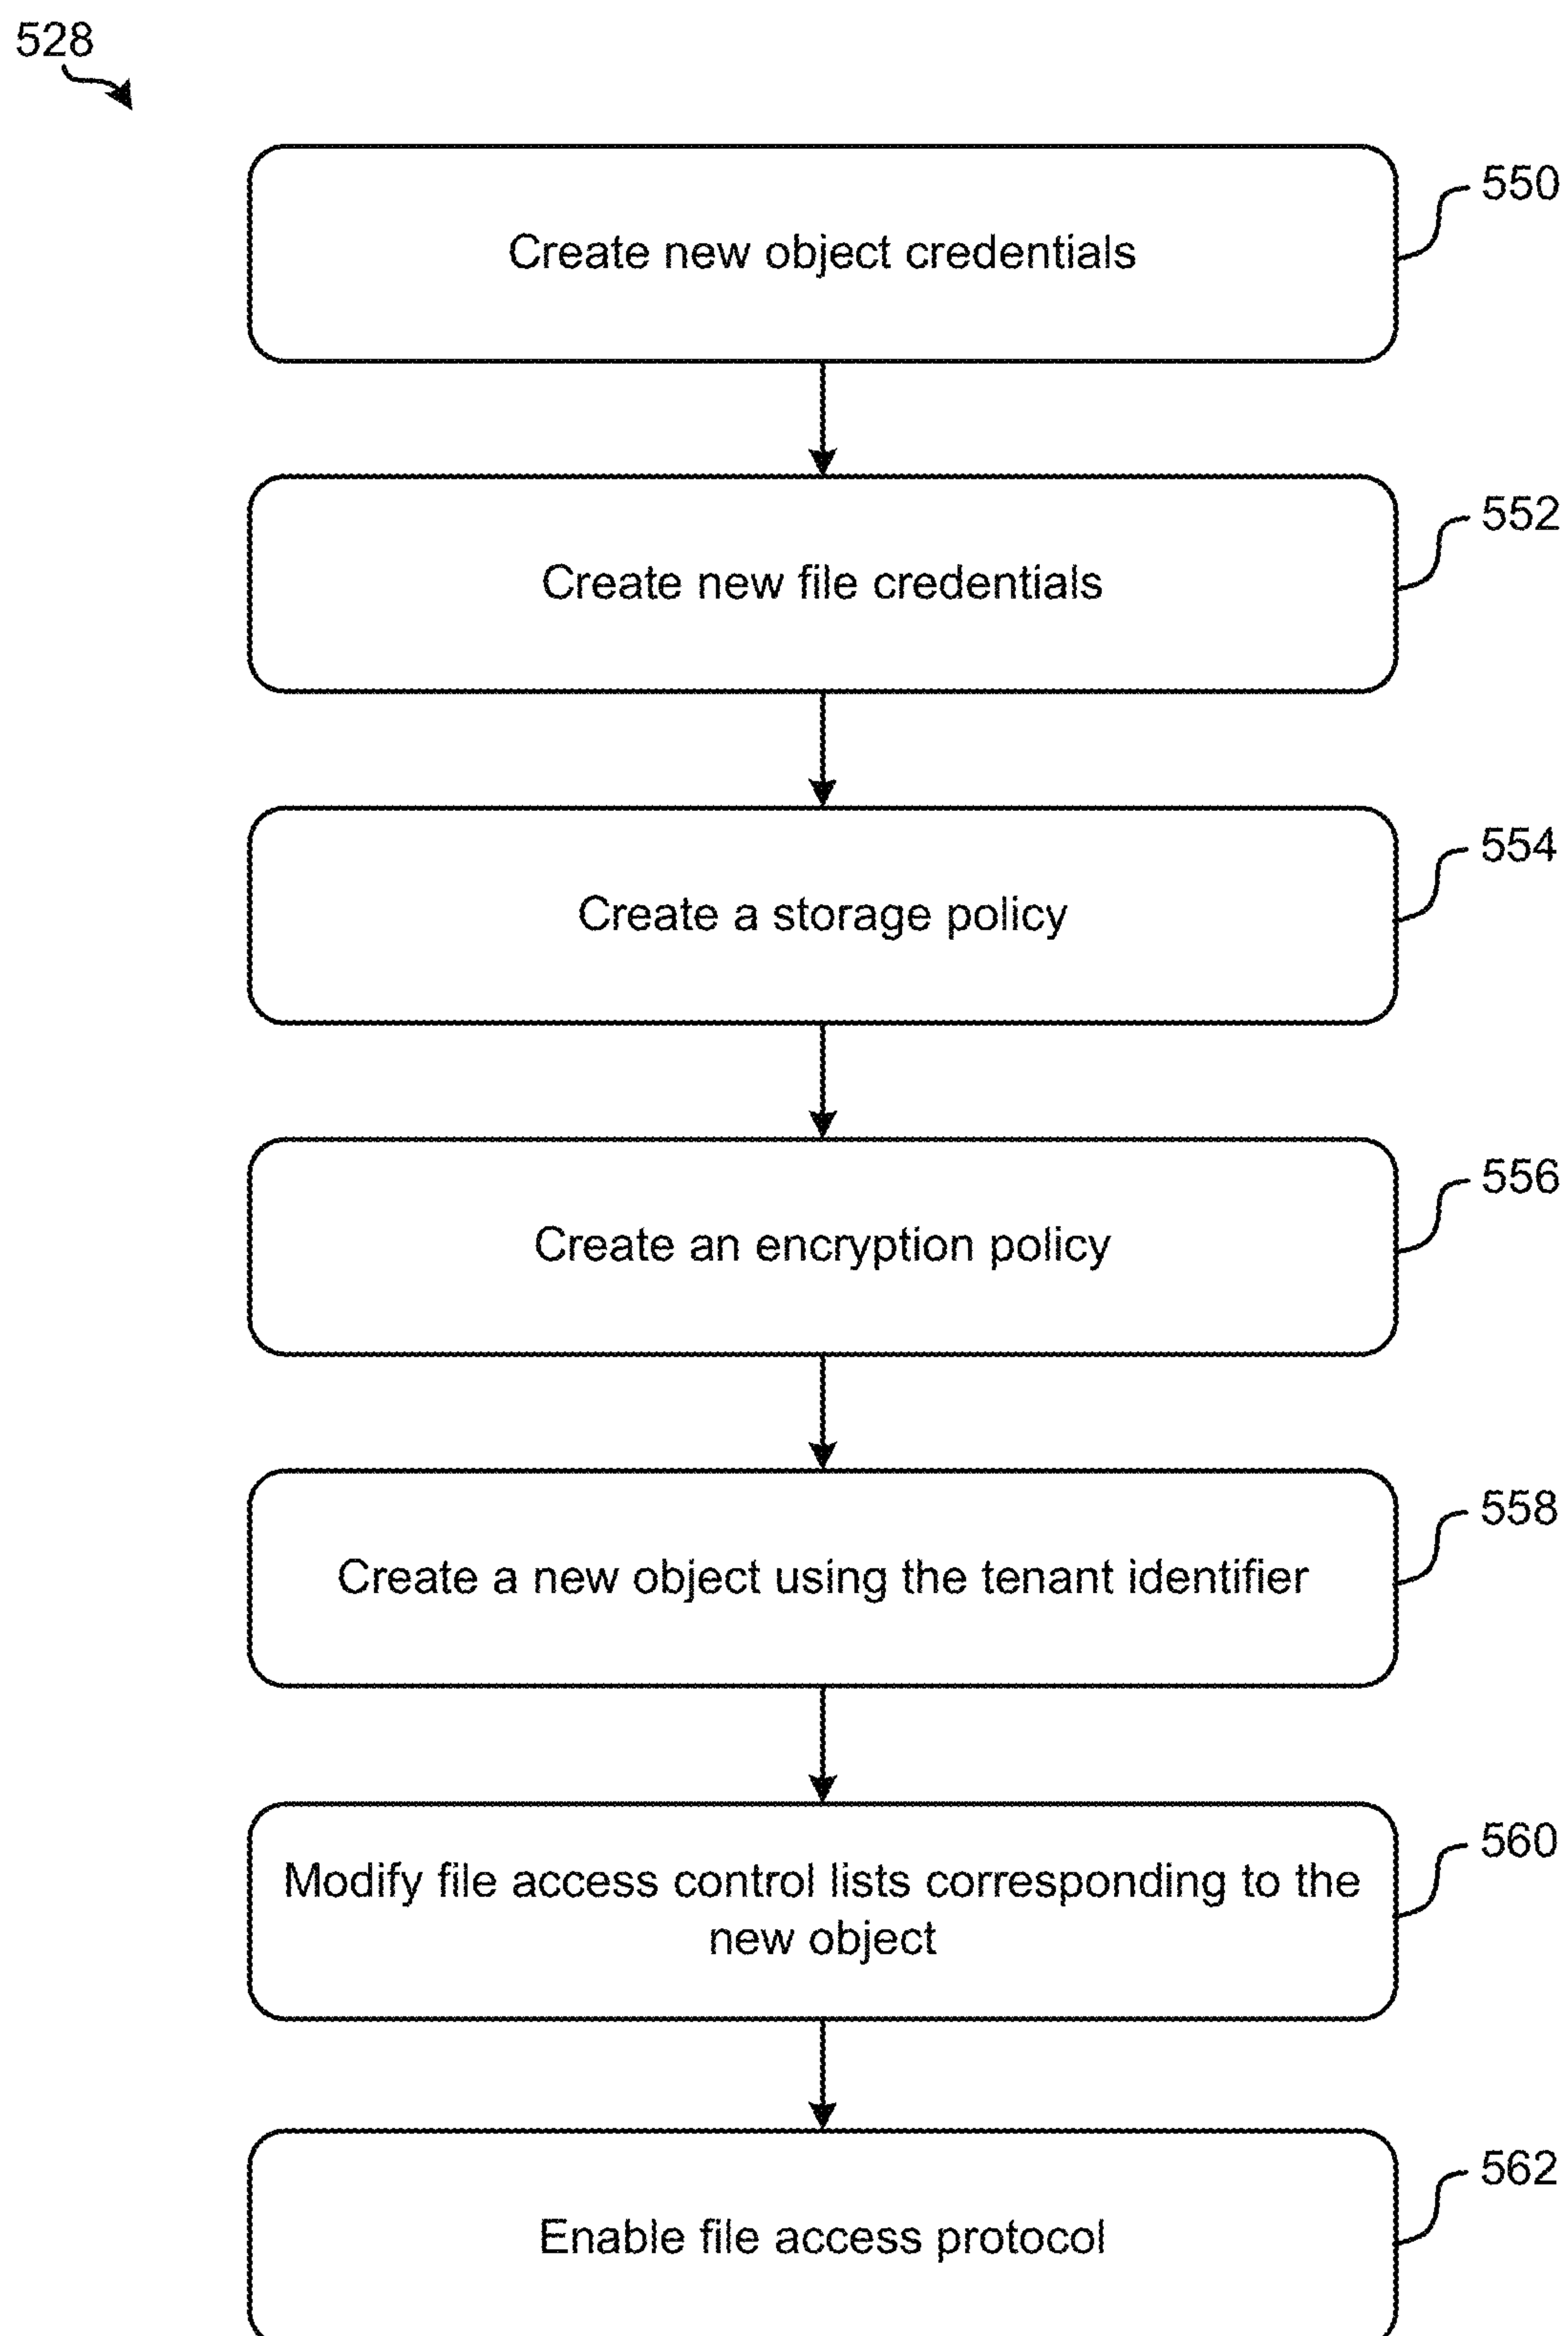 528
Create new object credentials
550
Create new file credentials
552
Create a storage policy
554
Create an encryption policy
556
Create a new object using the tenant identifier
558
Modify file access control lists corresponding to the
new object
560
Enable file access protocol
562